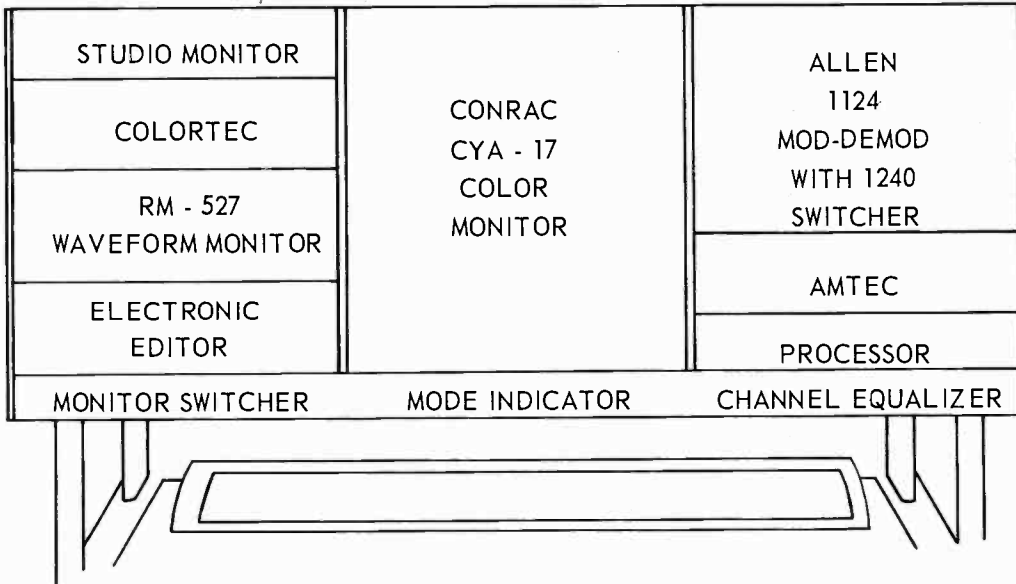 STUDIO MONITOR
COLORTEC
RM - 527
WAVEFORM MONITOR
ELECTRONIC
EDITOR
CONRAC
CYA - 17
COLOR
MONITOR
ALLEN
1124
MOD-DEMOD
WITH 1240
SWITCHER
AMTEC
PROCESSOR
MONITOR SWITCHER
MODE INDICATOR
CHANNEL EQUALIZER